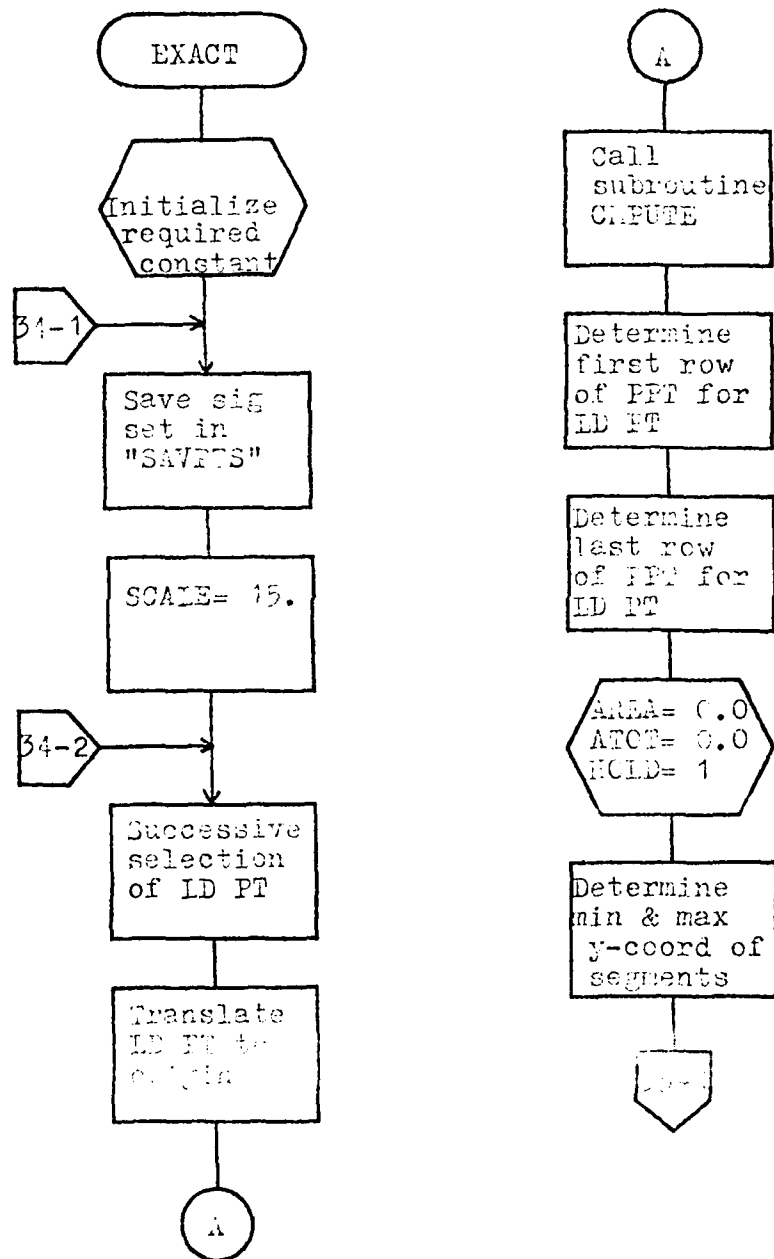 EXACT
Initialize
required
constant
34-1
Save sig
set in
"SAVPTS"
SCALE= 15.
34-2
Successive
selection
of LD PT
Translate
LD PT to
origin
A
A
Call
subroutine
Determine
first row
of PPT for
LD PT
Determine
last row
of PPT for
LD PT
AREA= 0.0
ATOT= 0.0
HOLD= 1
Determine
min & max
y-coord of
segments